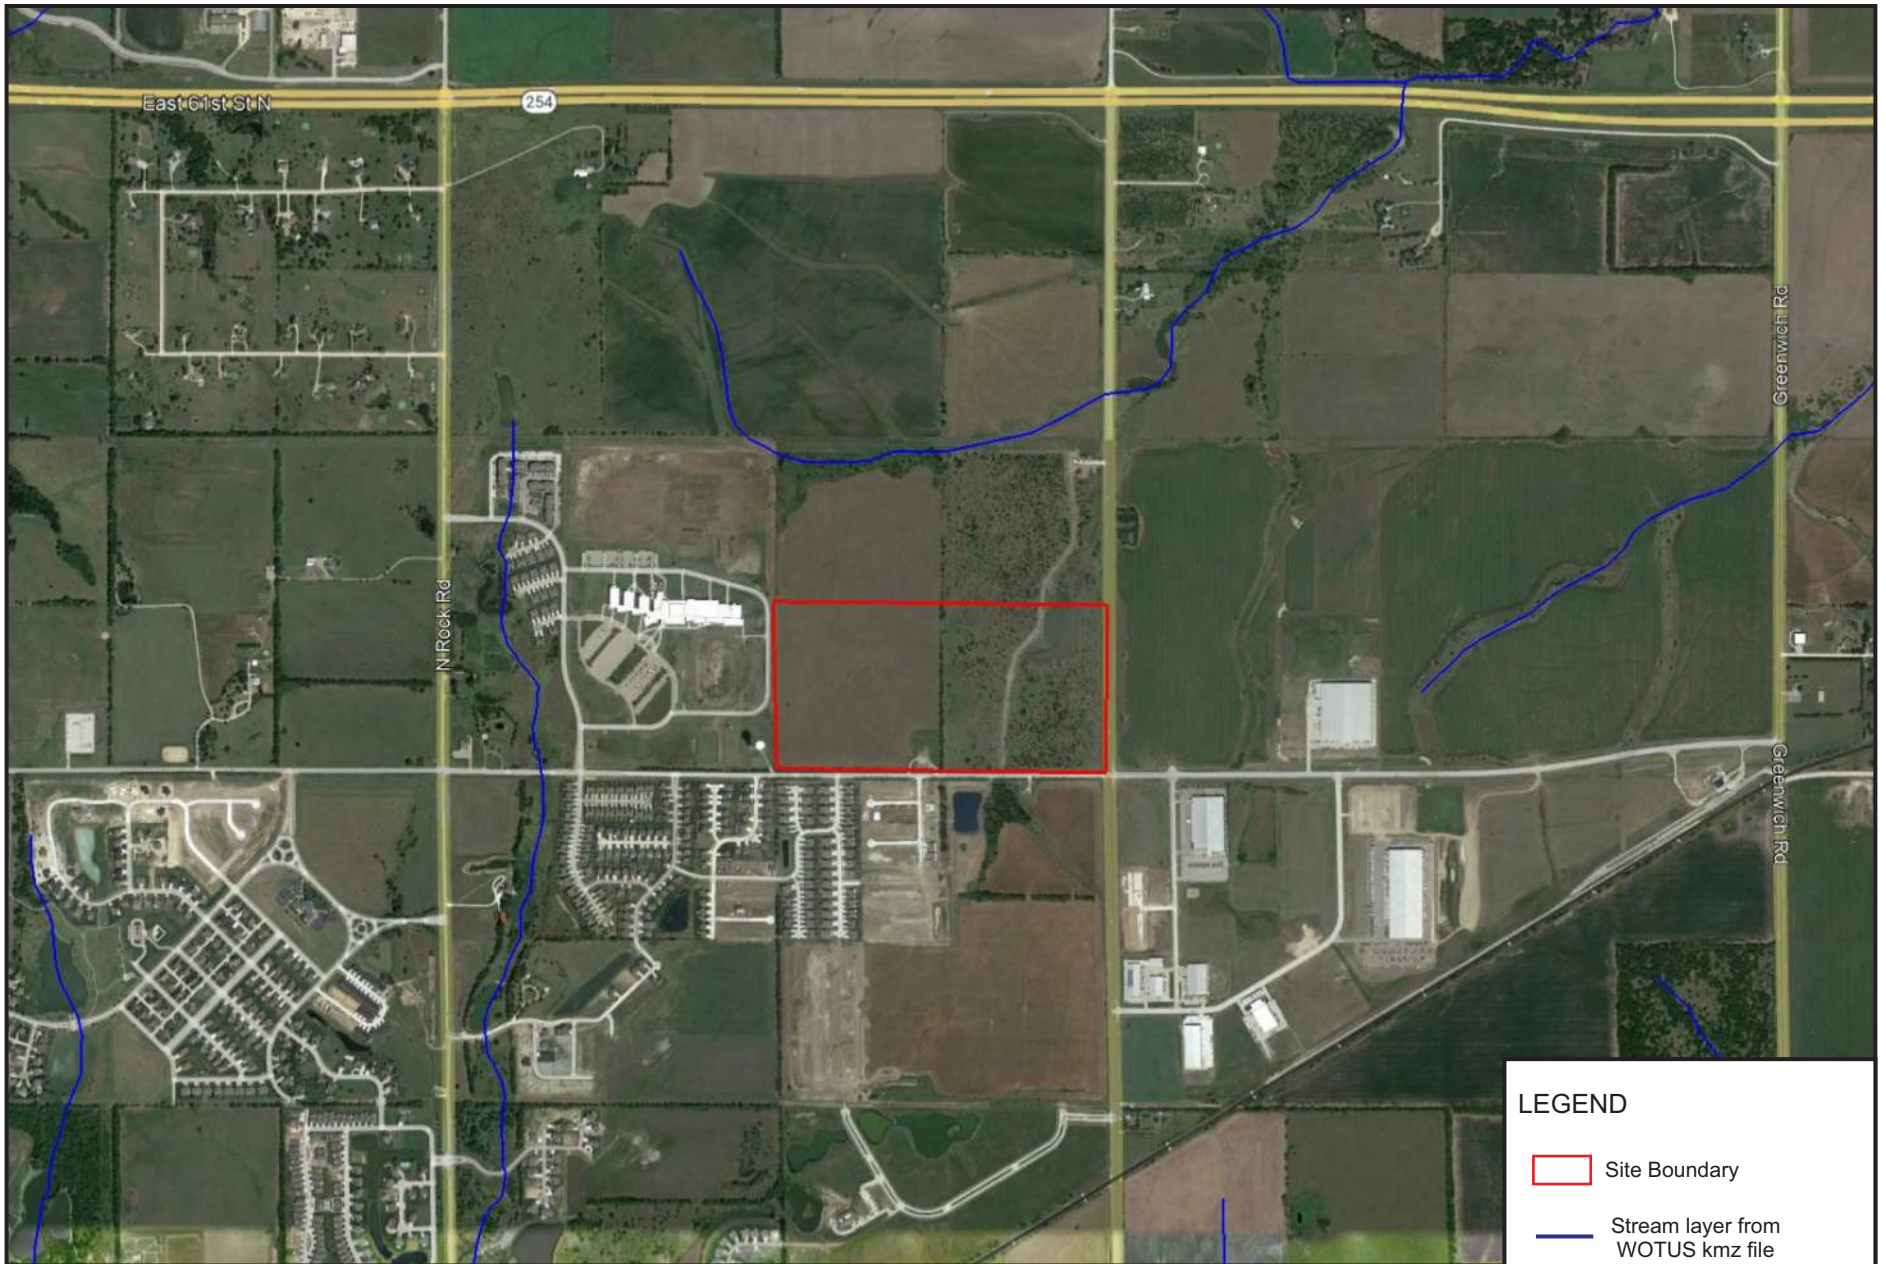 East 61st St N
254
Greenwich Rd
N Rock Rd
Greenwich Rd
LEGEND
Site Boundary
Stream layer from
WOTUS kmz file